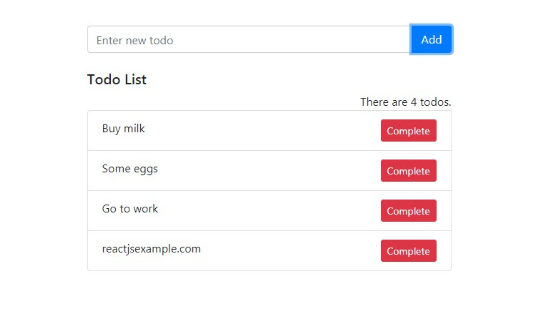 Enter new todo Add
Todo List
There are 4 todos.
Buy milk Complete
Some eggs Complete
Go to work Complete
reactjsexample.com Complete